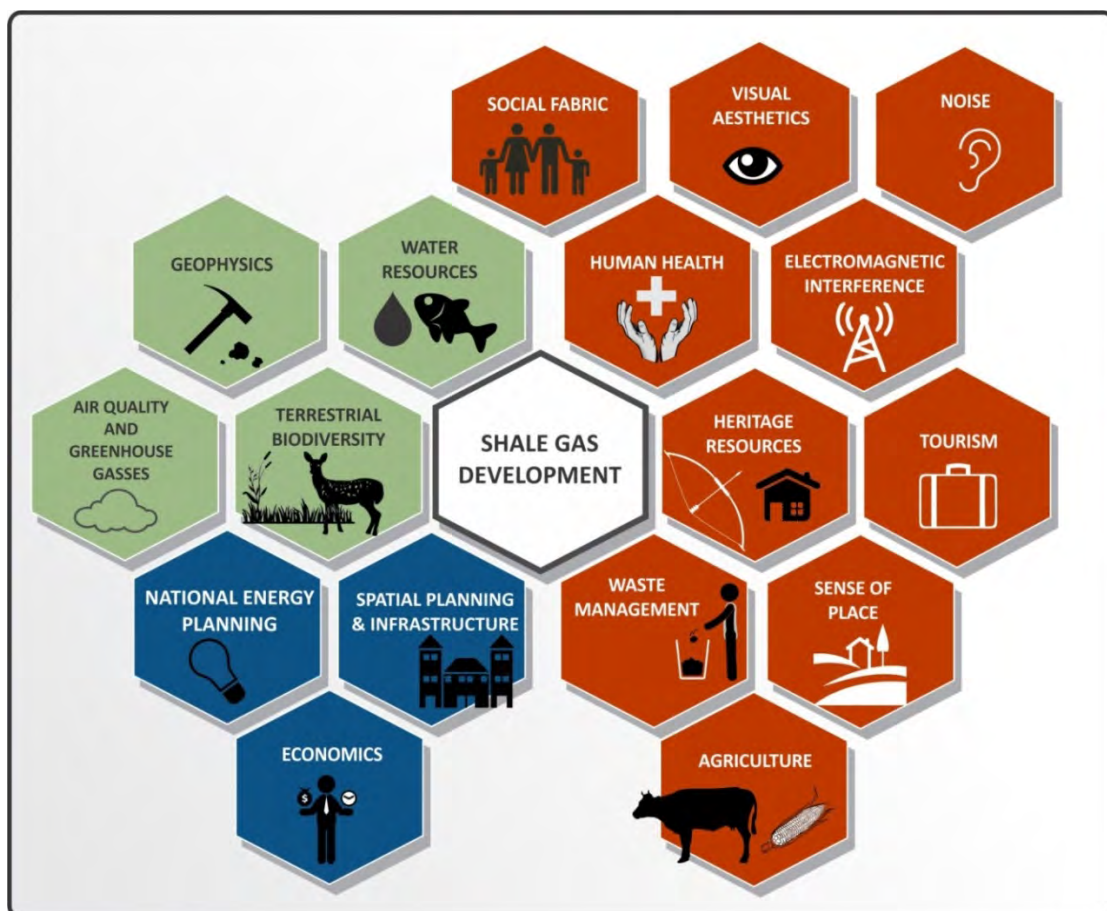 SOCIAL FABRIC
VISUAL
AESTHETICS
NOISE
GEOPHYSICS
WATER
RESOURCES
HUMAN HEALTH
ELECTROMAGNETIC
INTERFERENCE
AIR QUALITY
AND
GREENHOUSE
GASSES
TERRESTRIAL
BIODIVERSITY
SHALE GAS
DEVELOPMENT
HERITAGE
RESOURCES
TOURISM
NATIONAL ENERGY
PLANNING
SPATIAL PLANNING
& INFRASTRUCTURE
WASTE
MANAGEMENT
SENSE OF
PLACE
ECONOMICS
$
AGRICULTURE